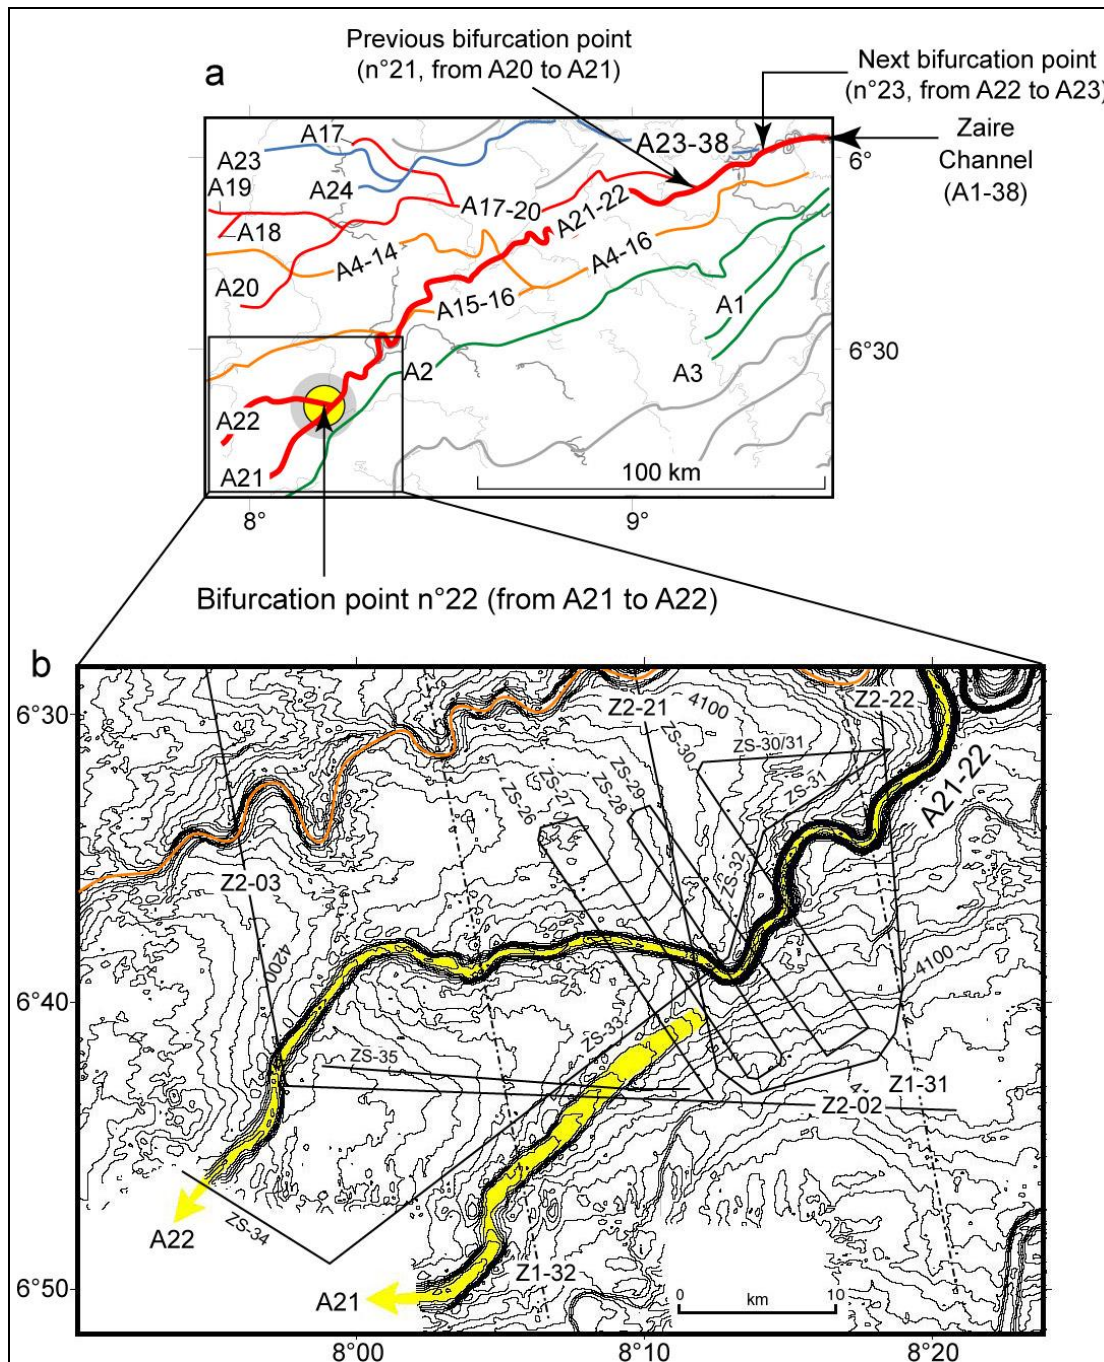 Previous bifurcation point
(n°21, from A20 to A21)
a
Next bifurcation point
(n°23, from A22 to A23)
Zaire
Channel
(A1-38)
A17
A23
A19
A24
A18
A17-20
A23-38
A21-22
6°
A4-14
A4-16
A20
A15-16
A1
A2
A3
6°30
A22
A21
100 km
8°
9°
Bifurcation point n°22 (from A21 to A22)
b
6°30
Z2-21
4100
Z2-22
ZS-30
ZS-30/31
ZS-29
ZS-31
ZS-28
ZS-27
ZS-26
A21-22
ZS-32
Z2-03
4200
4100
6°40
ZS-33
ZS-35
Z1-31
Z2-02
A22
ZS-34
Z1-32
A21
6°50
0
km
10
8°00
8°10
8°20